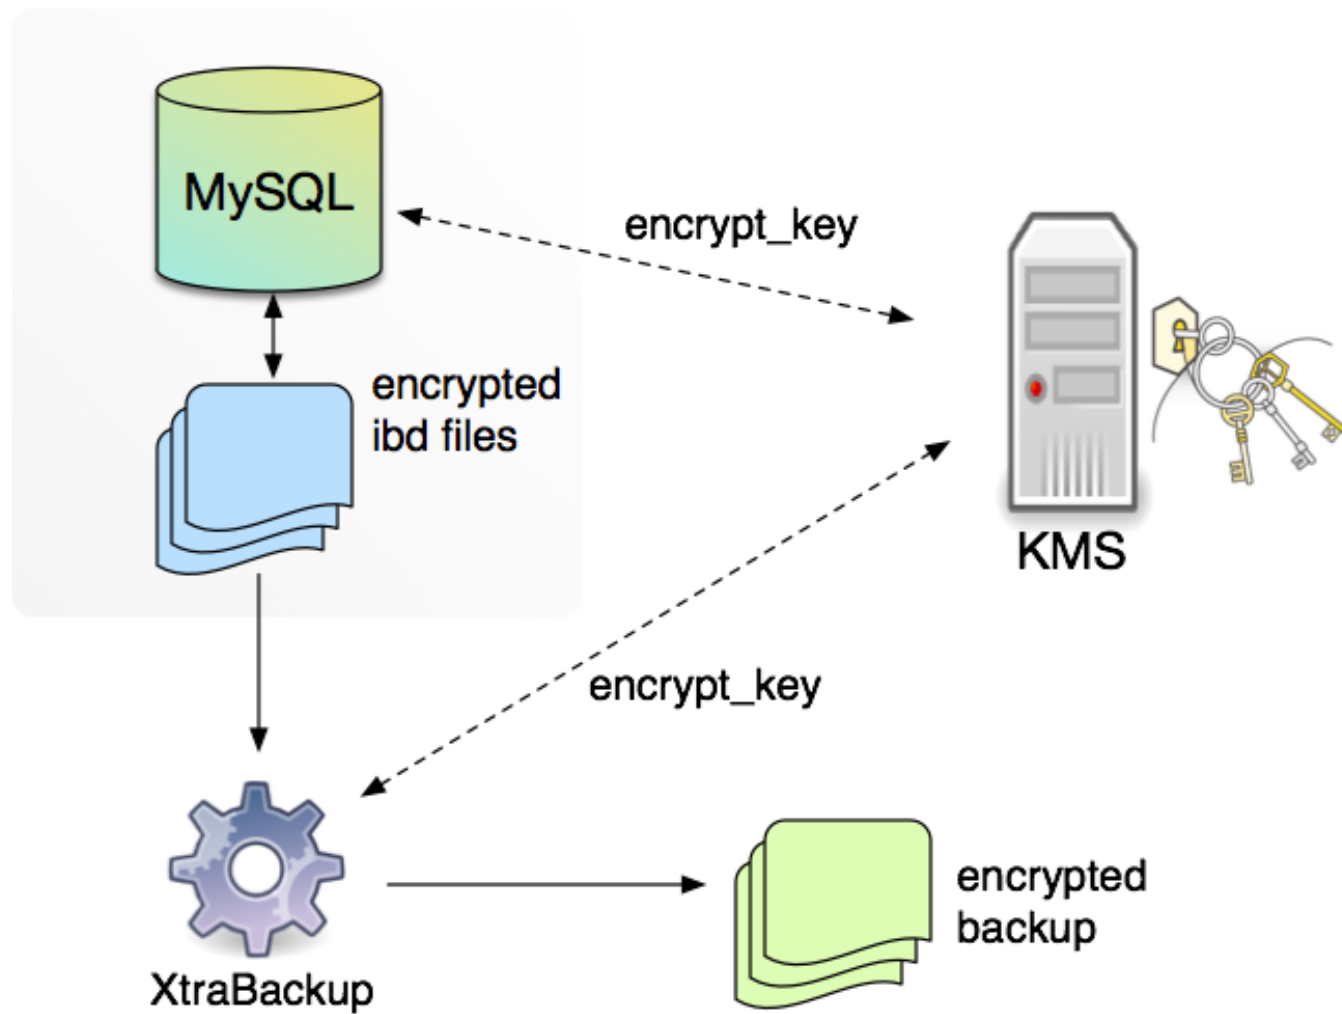 MySQL
encrypt_key
encrypted
ibd files
KMS
encrypt_key
encrypted
backup
XtraBackup